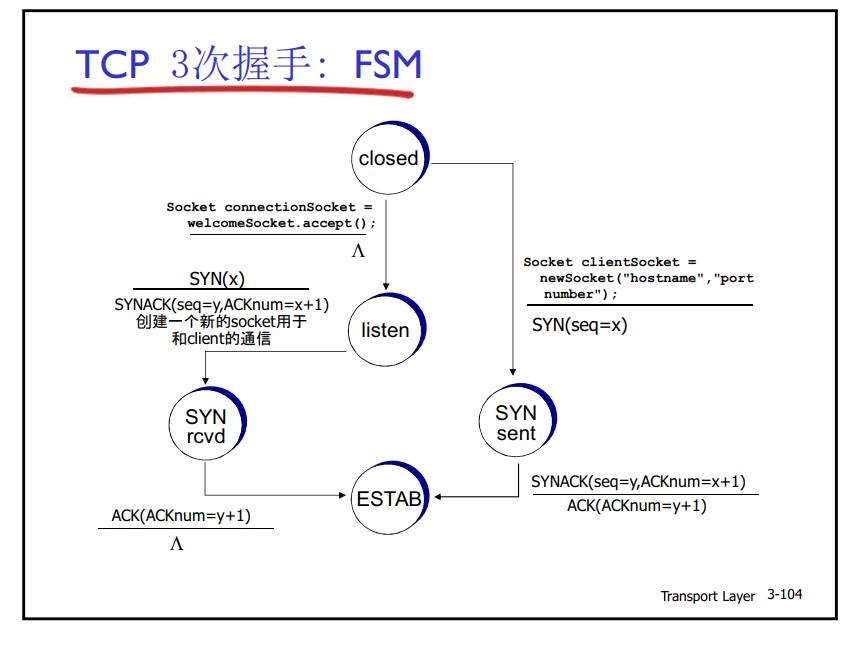 TCP 3次握手: FSM
closed
Socket connectionSocket =
welcomeSocket.accept();
Λ
Socket clientSocket =
newSocket("hostname","port
number");
SYN(seq=x)
SYN(x)
SYNACK(seq=y,ACKnum=x+1)
创建一个新的socket用于
和client的通信
listen
SYN
rcvd
SYN
sent
ESTAB
SYNACK(seq=y,ACKnum=x+1)
ACK(ACKnum=y+1)
ACK(ACKnum=y+1)
Λ
Transport Layer 3-104